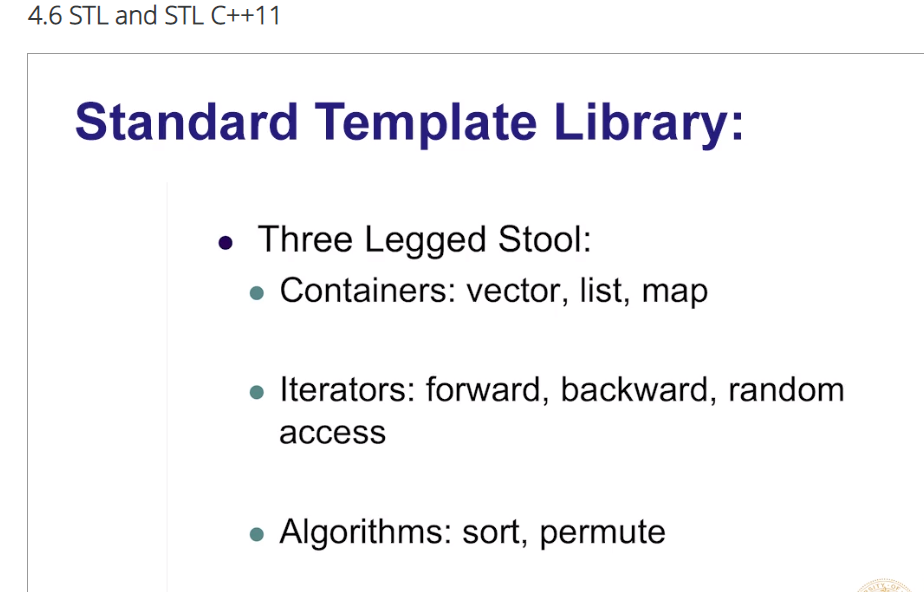 4.6 STL and STL C++11
Standard Template Library:
Three Legged Stool:
Containers: vector, list, map
Iterators: forward, backward, random
access
Algorithms: sort, permute